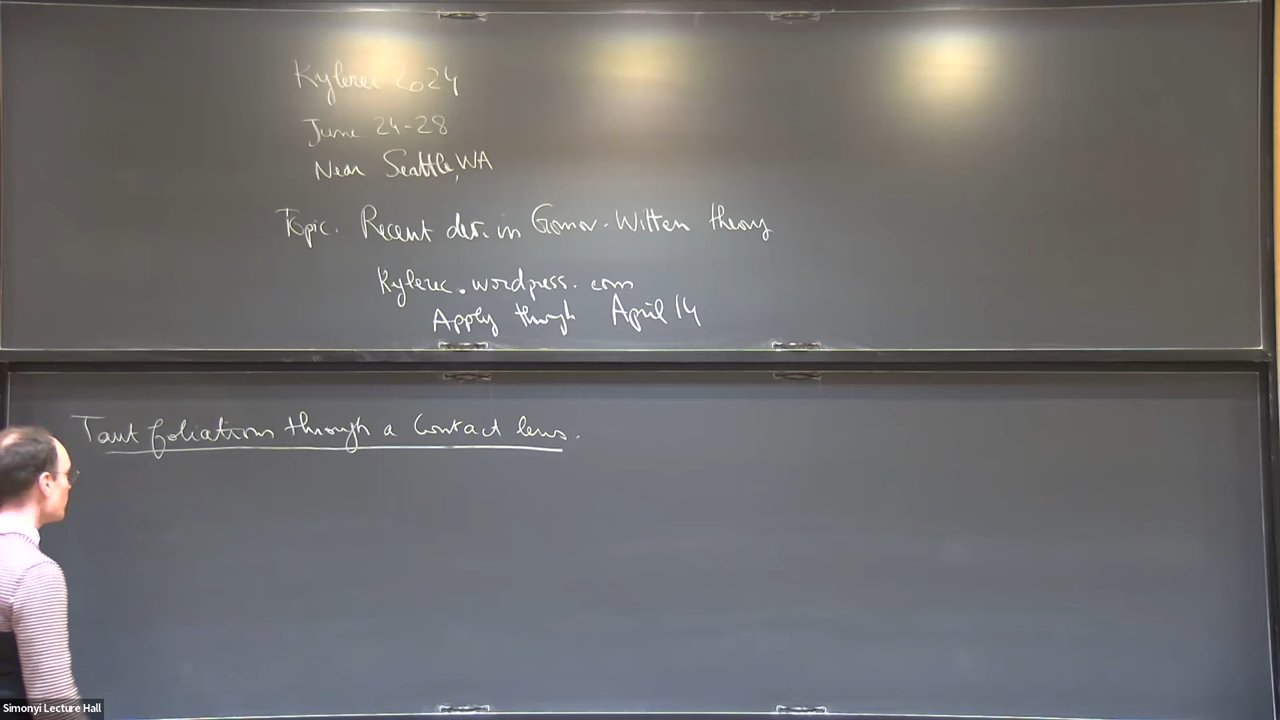 Kylerec 2024
June 24-28
Near Seattle, WA
Topic. Recent dev. in Gromov-Witten theory
Kylerec.wordpress.com
Apply through April 14
Taut foliations through a Contact lens.
Simonyi Lecture Hall